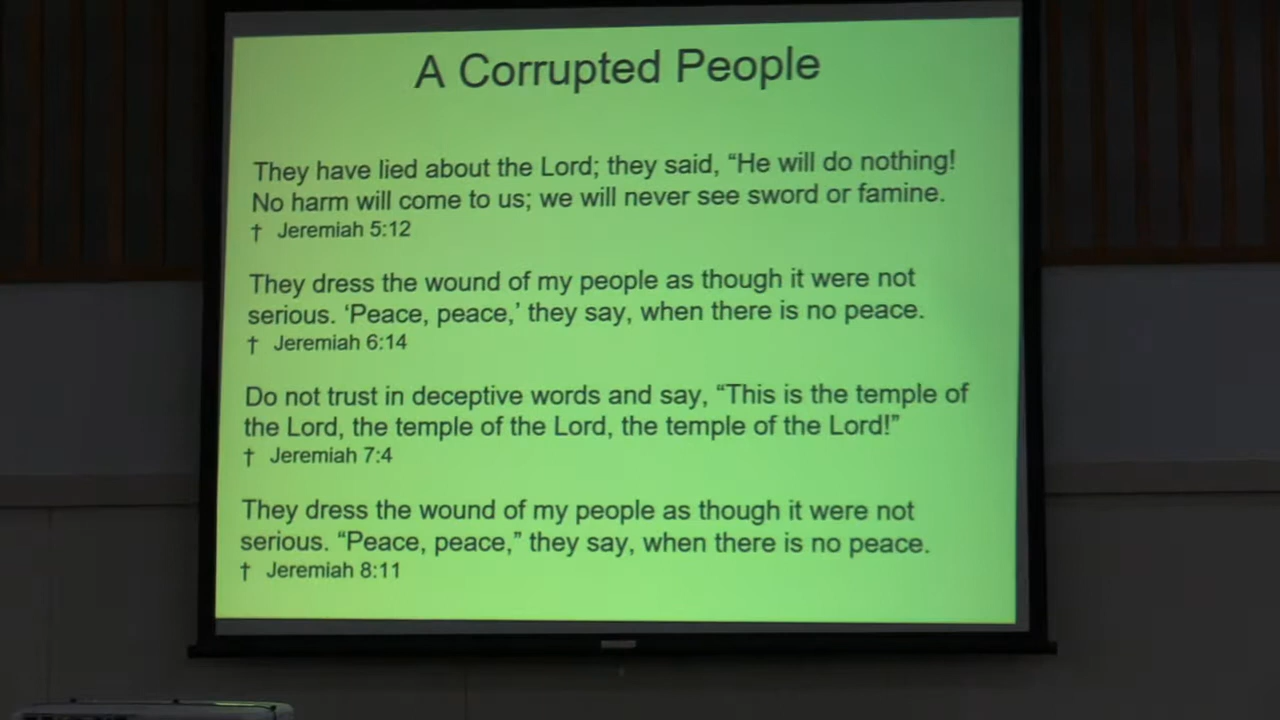 A Corrupted People
They have lied about the Lord; they said, “He will do nothing!
No harm will come to us; we will never see sword or famine.
† Jeremiah 5:12
They dress the wound of my people as though it were not
serious. ‘Peace, peace,’ they say, when there is no peace.
† Jeremiah 6:14
Do not trust in deceptive words and say, “This is the temple of
the Lord, the temple of the Lord, the temple of the Lord!”
† Jeremiah 7:4
They dress the wound of my people as though it were not
serious. “Peace, peace,” they say, when there is no peace.
† Jeremiah 8:11